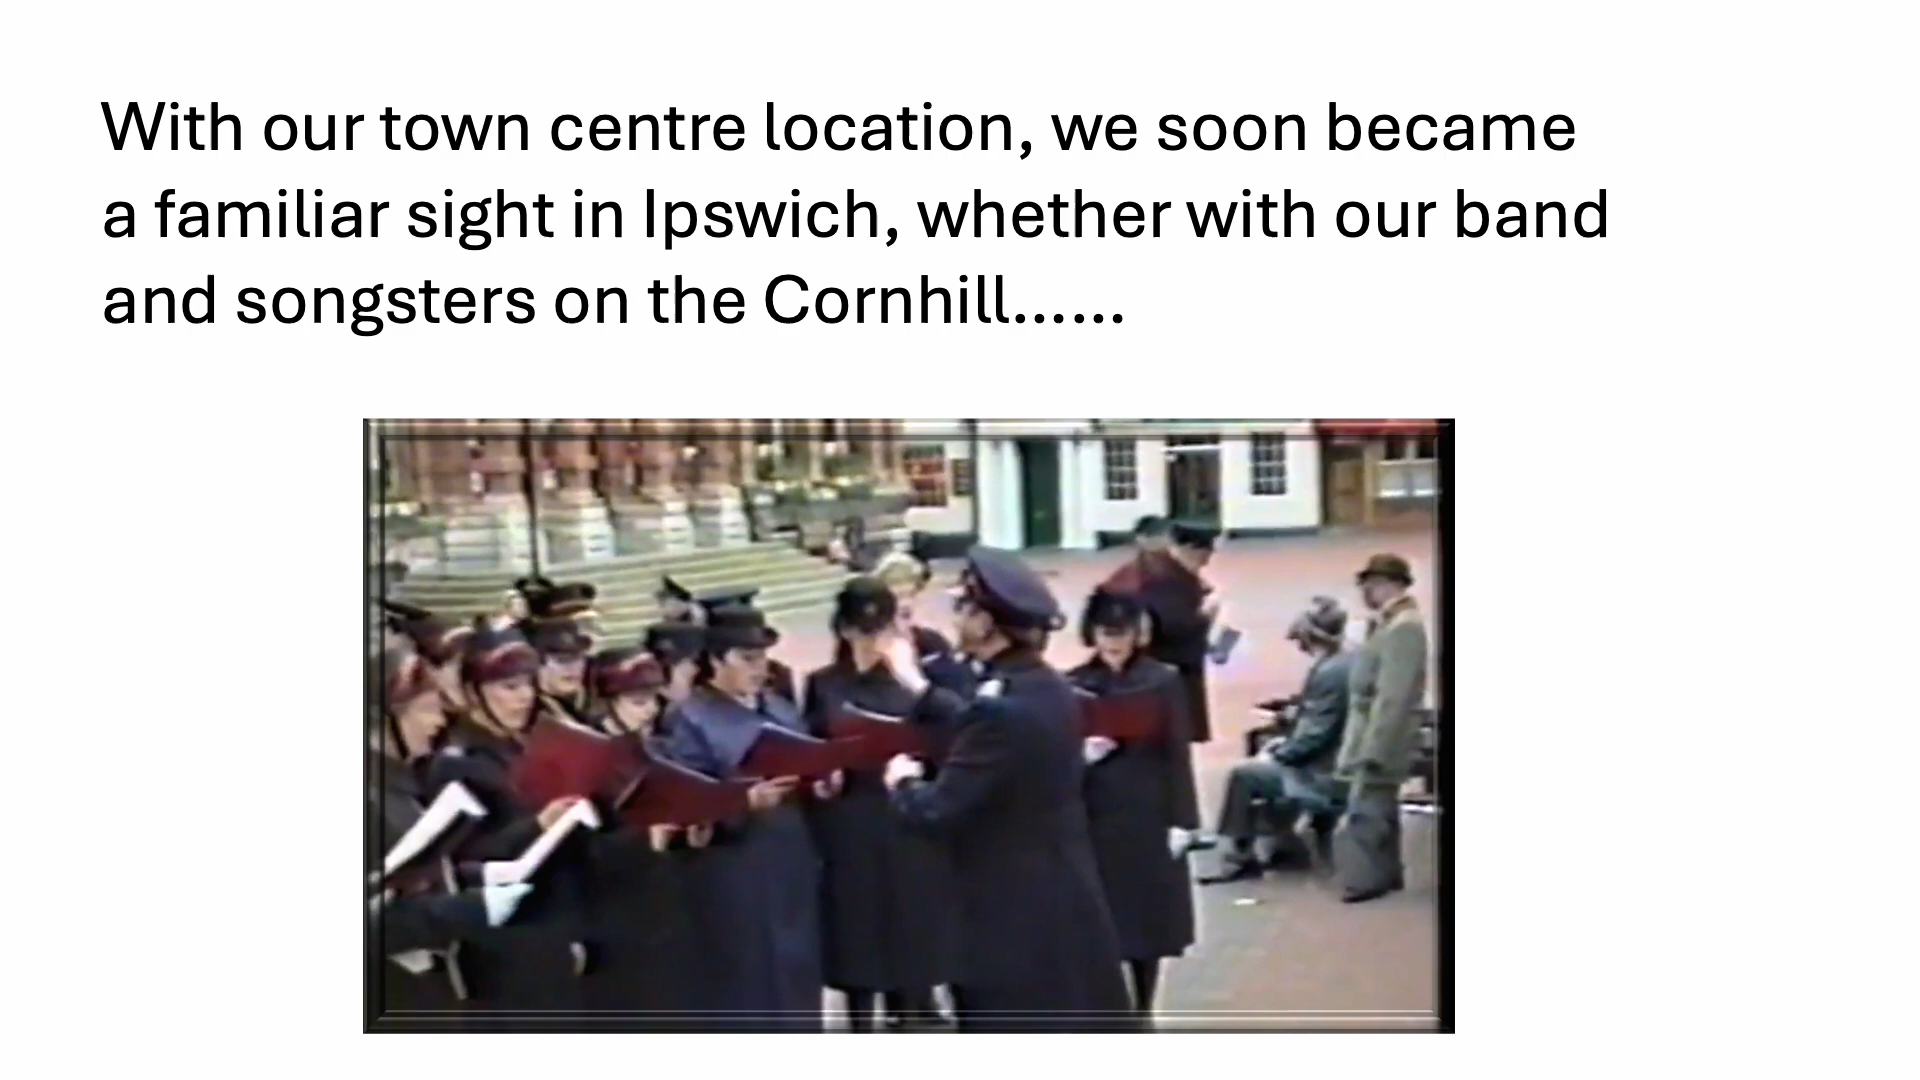 With our town centre location, we soon became
a familiar sight in Ipswich, whether with our band
and songsters on the Cornhill……